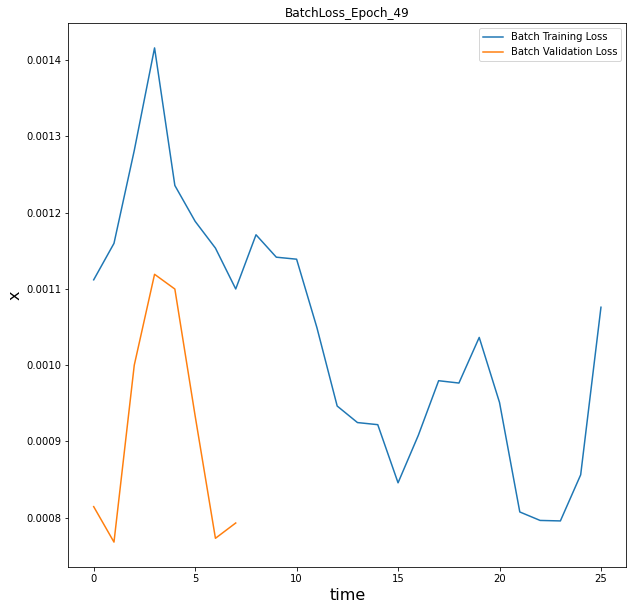 BatchLoss_Epoch_49
Batch Training Loss
Batch Validation Loss
0.0014
0.0013
0.0012
0.0011
0.0010
0.0009
0.0008
x
0 5 10 15 20 25
time